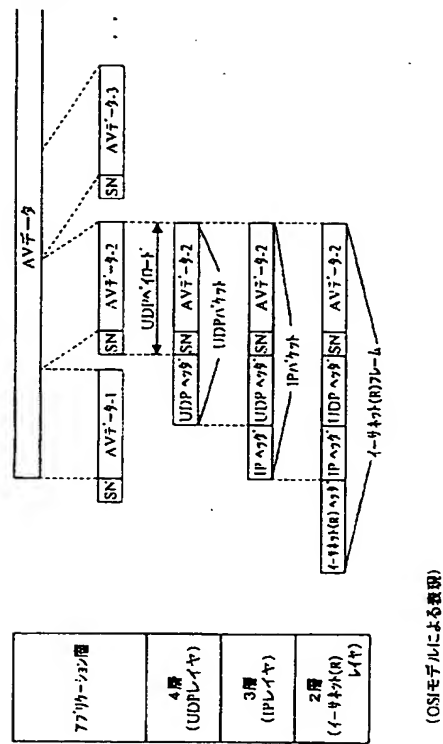 AVデータ
SN AVデータ-1
SN AVデータ-2
SN AVデータ-3
・・・
UDPペイロード
UDPヘッダ SN AVデータ-2
UDPパケット
IPヘッダ UDPヘッダ SN AVデータ-2
IPパケット
イーサネット(R)ヘッダ IPヘッダ UDPヘッダ SN AVデータ-2
イーサネット(R)フレーム
アプリケーション層
4層
(UDPレイヤ)
3層
(IPレイヤ)
2層
(イーサネット(R)
レイヤ)
(OSIモデルによる表現)